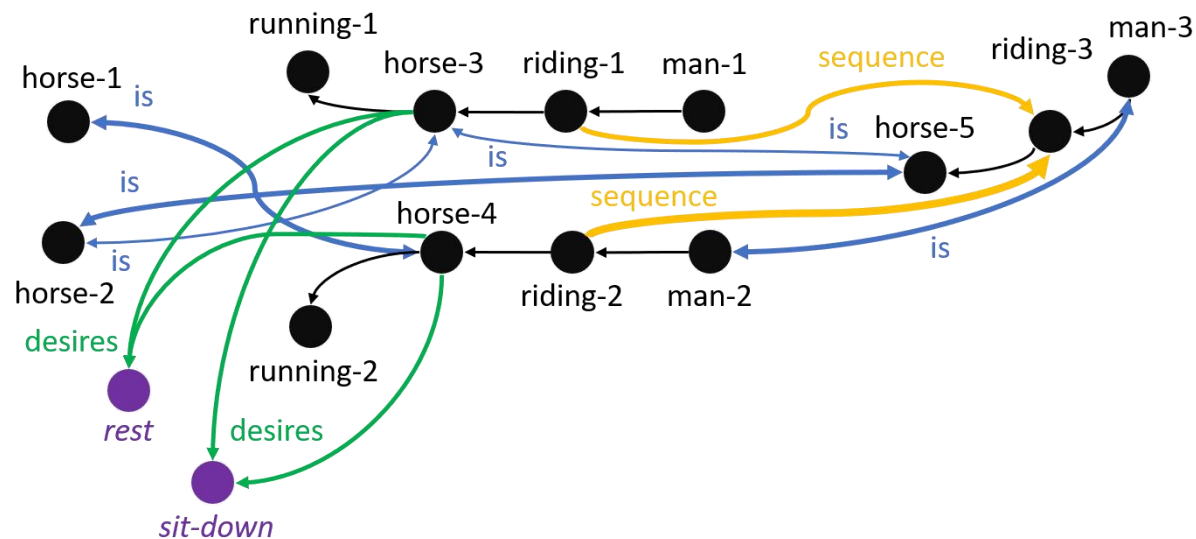 running-1
man-3
horse-1
horse-3
riding-1
man-1
sequence
riding-3
is
is
horse-5
is
is
sequence
horse-4
is
is
horse-2
riding-2
man-2
desires
running-2
rest
desires
sit-down